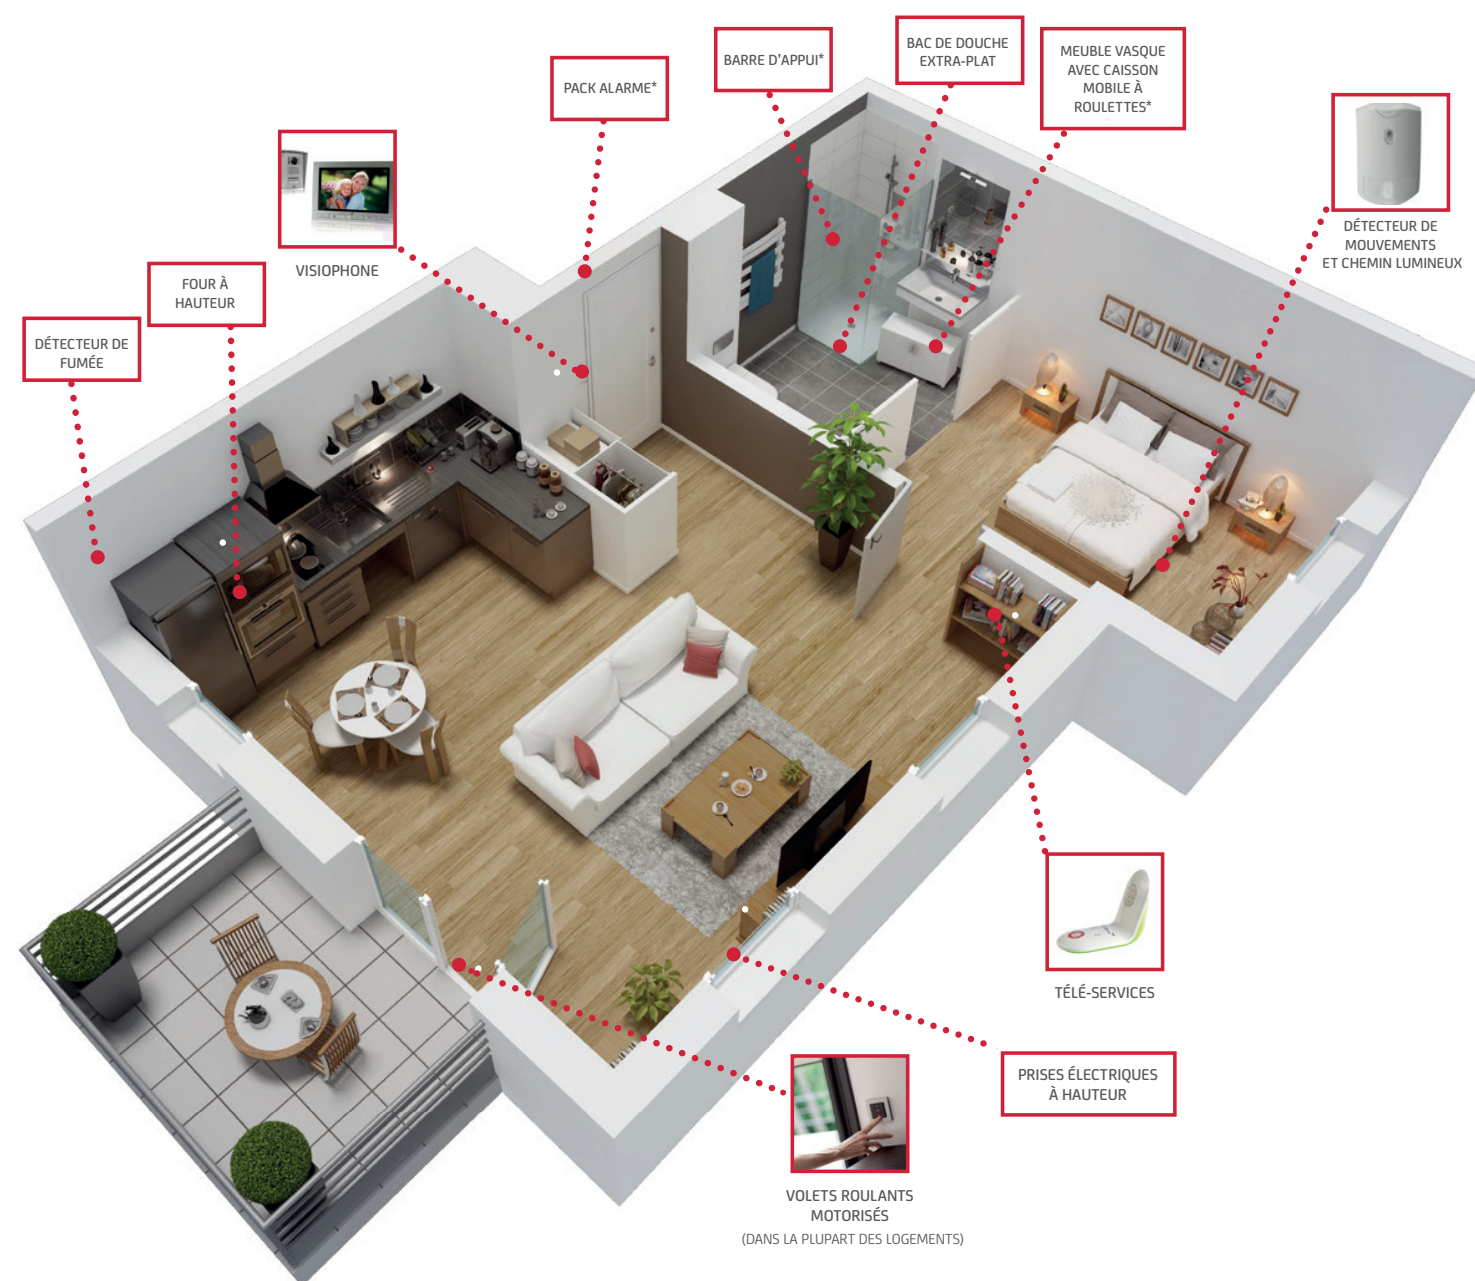 BARRE D'APPUI*
BAC DE DOUCHE
EXTRA-PLAT
MEUBLE VASQUE
AVEC CAISSON
MOBILE À
ROULETTES*
PACK ALARME*
DÉTECTEUR DE
MOUVEMENTS
ET CHEMIN LUMINEUX
VISIOPHONE
FOUR À
HAUTEUR
DÉTECTEUR DE
FUMÉE
TÉLÉ-SERVICES
PRISES ÉLECTRIQUES
À HAUTEUR
VOLETS ROULANTS
MOTORISÉS
(DANS LA PLUPART DES LOGEMENTS)